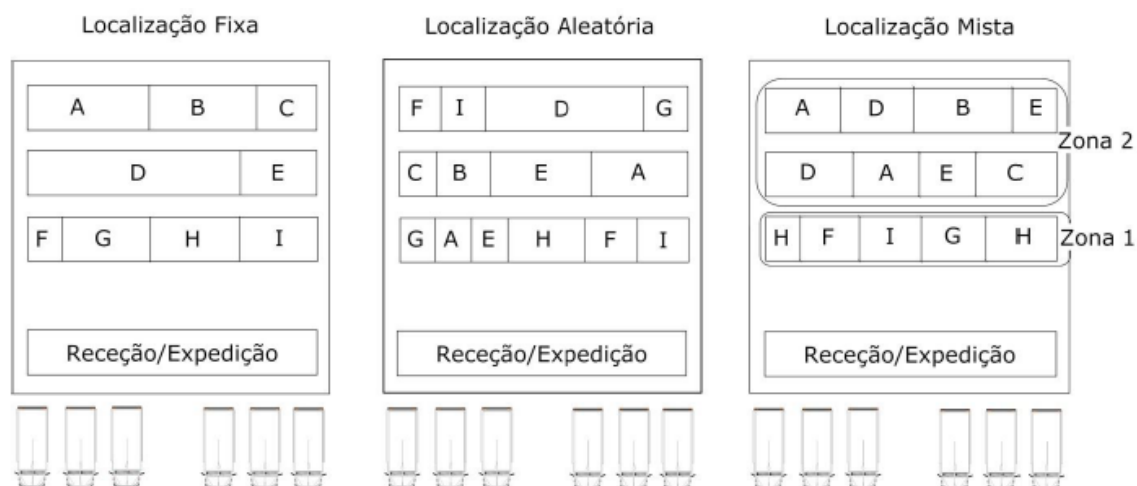 Localização Fixa
A B C
D E
F G H I
Receção/Expedição
Localização Aleatória
F I D G
C B E A
G A E H F I
Receção/Expedição
Localização Mista
A D B E
Zona 2
D A E C
H F I G H
Zona 1
Receção/Expedição